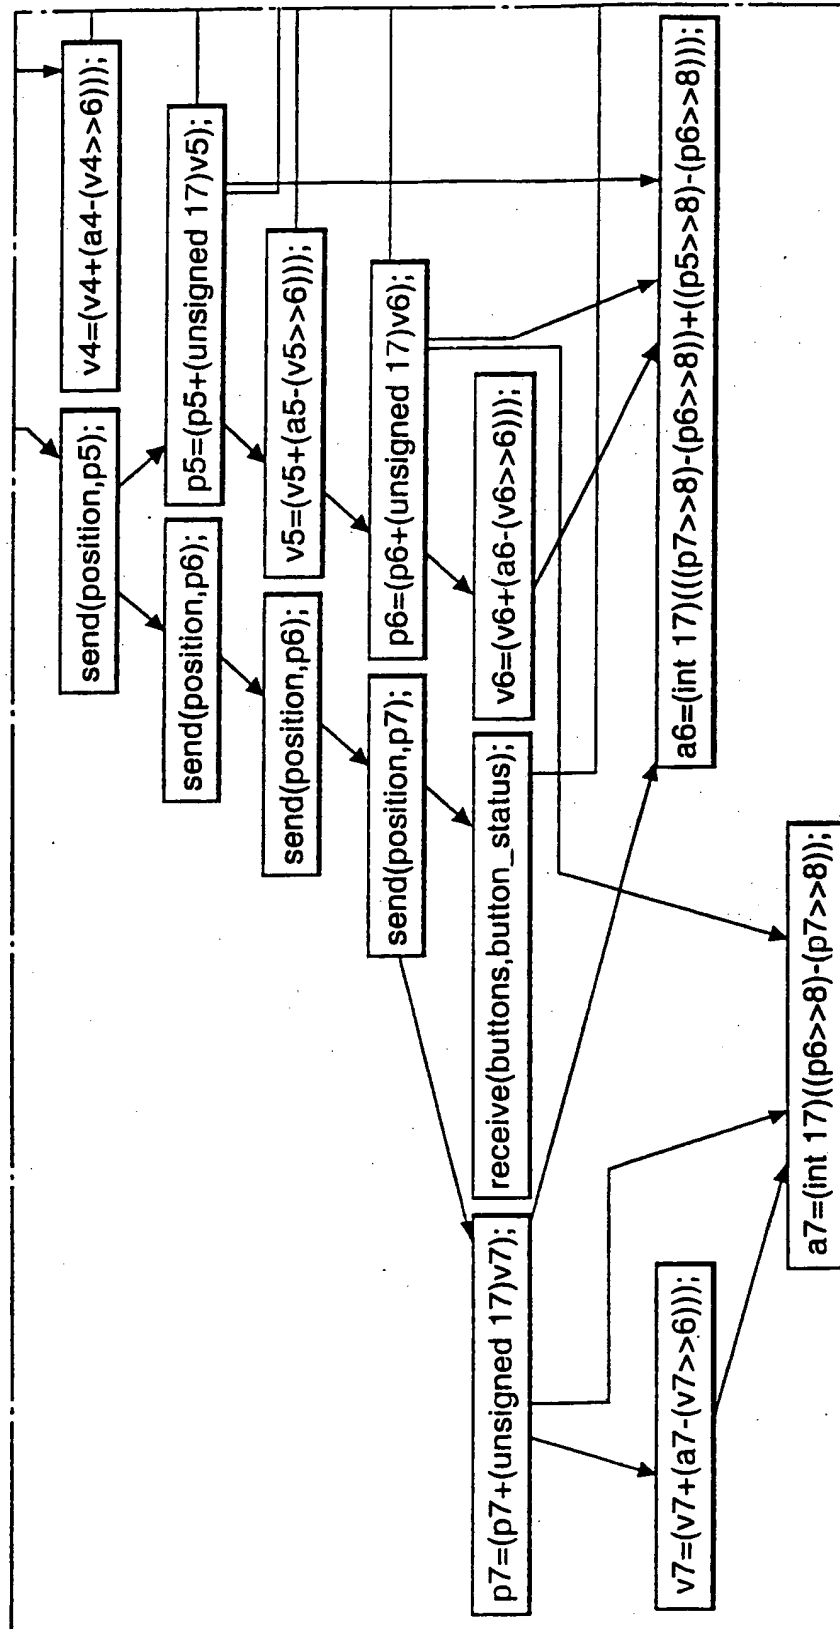 v4=(v4+(a4-(v4>>6)));
send(position,p5);
p5=(p5+(unsigned 17)v5);
send(position,p6);
v5=(v5+(a5-(v5>>6)));
send(position,p6);
p6=(p6+(unsigned 17)v6);
send(position,p7);
v6=(v6+(a6-(v6>>6)));
receive(buttons,button_status);
p7=(p7+(unsigned 17)v7);
a6=(int 17)(((p7>>8)-(p6>>8))+((p5>>8)-(p6>>8)));
v7=(v7+(a7-(v7>>6)));
a7=(int 17)((p6>>8)-(p7>>8));